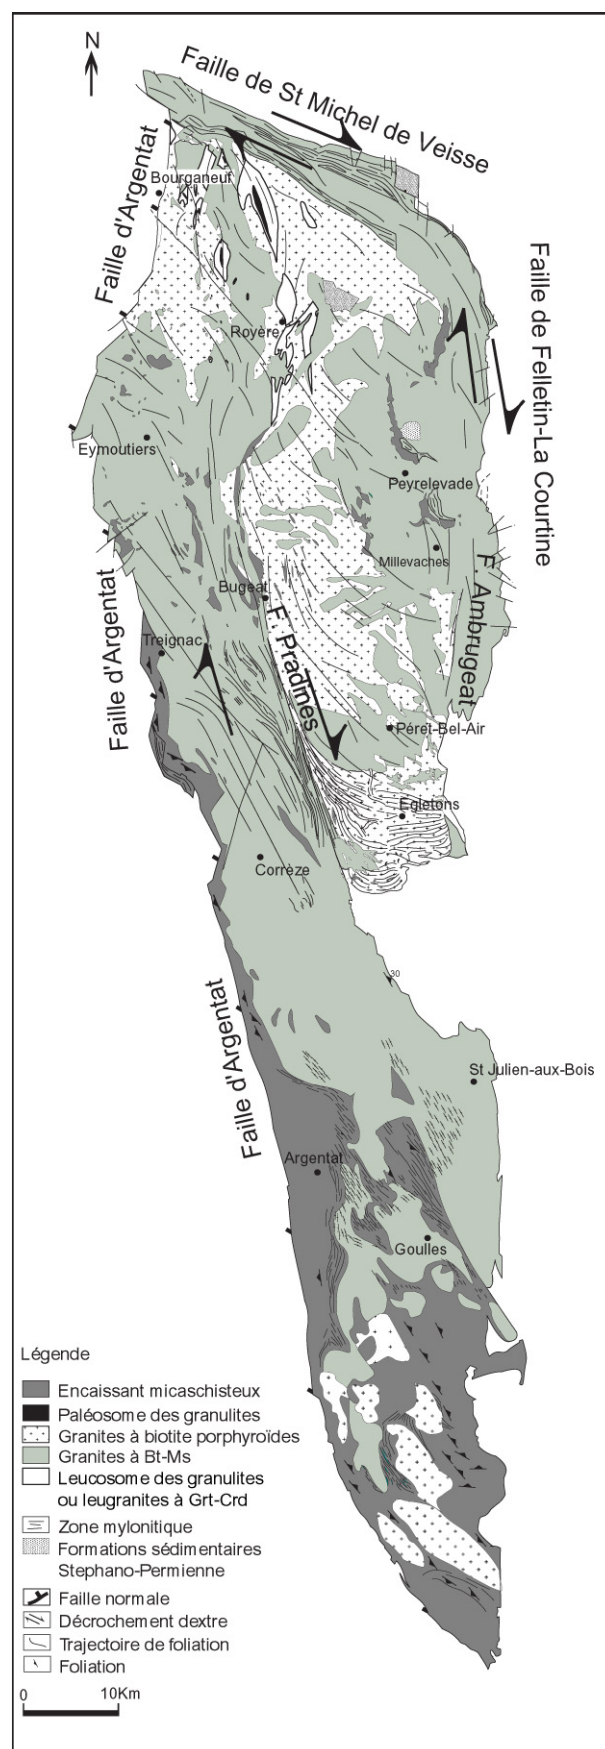 N
Faille de St Michel de Veisse
Faille d'Argentat
Bourganeuf
Faille de Felletin-La Courtine
Royère
Eymoutiers
Peyrelevade
Millevaches
Bugeat
F. Ambrugeat
F. Pradines
Faille d'Argentat
Treignac
Péret-Bel-Air
Egletons
Corrèze
30
Faille d'Argentat
St Julien-aux-Bois
Argentat
Goulles
Légende
Encaissant micaschisteux
Paléosome des granulites
Granites à biotite porphyroïdes
Granites à Bt-Ms
Leucosome des granulites
ou leugranites à Grt-Crd
Zone mylonitique
Formations sédimentaires
Stephano-Permienne
Faille normale
Décrochement dextre
Trajectoire de foliation
Foliation
0 10Km